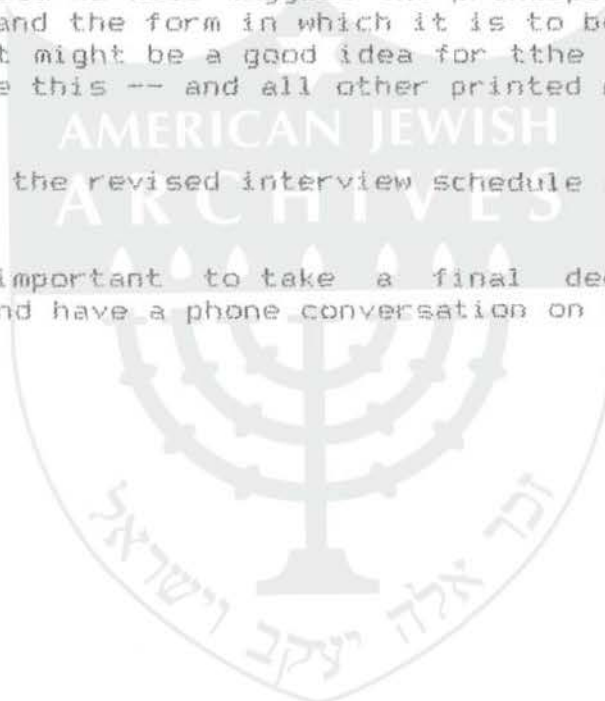 and the form in which it is to b
t might be a good idea for tthe
e this -- and all other printed
AMERICAN JEWISH
the revised interview schedule
ARCHIVES
important to take a final de
nd have a phone conversation on
זכר אלה יעקב וישראל